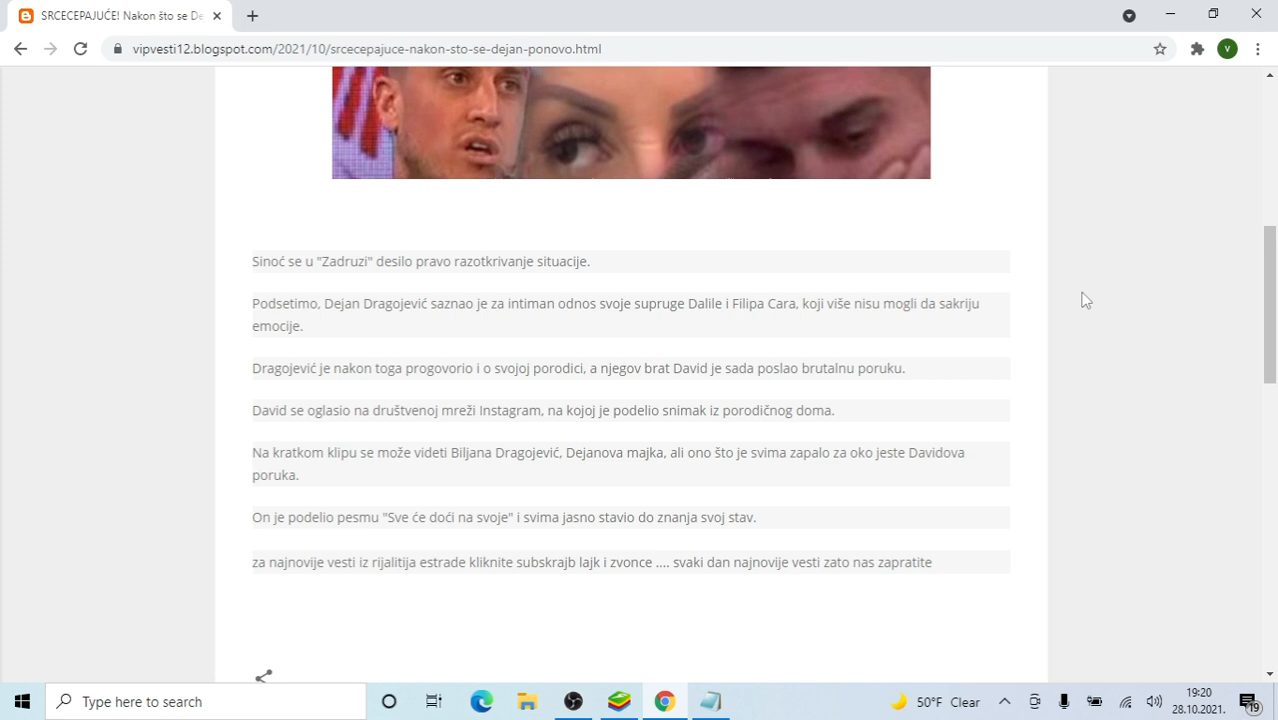 SRCECEPAJUĆE! Nakon što se De
vipvesti12.blogspot.com/2021/10/srcecepajuce-nakon-sto-se-dejan-ponovo.html
V
Sinoć se u "Zadruzi" desilo pravo razotkrivanje situacije.
Podsetimo, Dejan Dragojević saznao je za intiman odnos svoje supruge Dalile i Filipa Cara, koji više nisu mogli da sakriju
emocije.
Dragojević je nakon toga progovorio i o svojoj porodici, a njegov brat David je sada poslao brutalnu poruku.
David se oglasio na društvenoj mreži Instagram, na kojoj je podelio snimak iz porodičnog doma.
Na kratkom klipu se može videti Biljana Dragojević, Dejanova majka, ali ono što je svima zapalo za oko jeste Davidova
poruka.
On je podelio pesmu "Sve će doći na svoje" i svima jasno stavio do znanja svoj stav.
za najnovije vesti iz rijalitija estrade kliknite subskrajb lajk i zvonce .... svaki dan najnovije vesti zato nas zapratite
Type here to search
50°F Clear
19:20
28.10.2021.
19